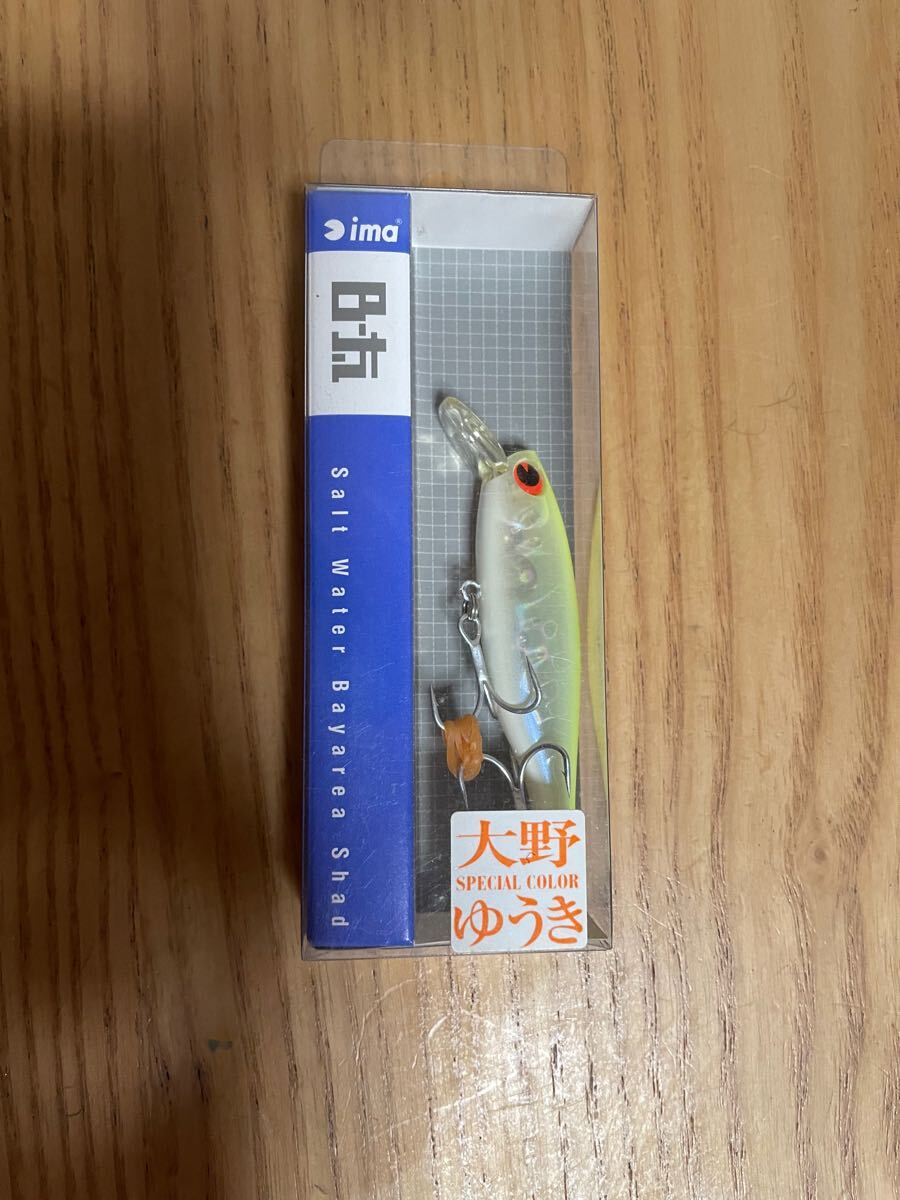 ima®
B-太
Salt Water Bayarea Shad
大野
SPECIAL COLOR
ゆうき